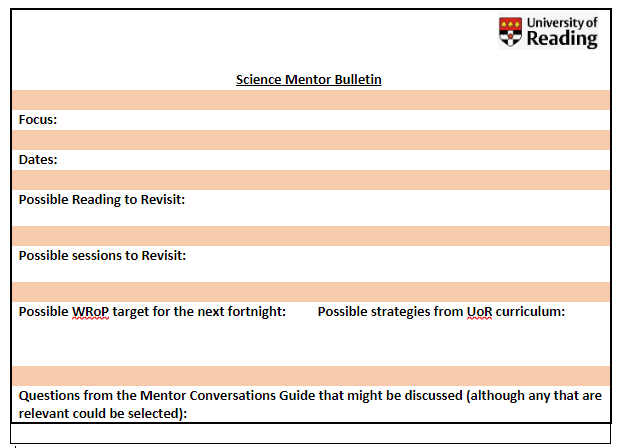 University of
Reading
Science Mentor Bulletin
Focus:
Dates:
Possible Reading to Revisit:
Possible sessions to Revisit:
Possible WRoP target for the next fortnight: Possible strategies from UoR curriculum:
Questions from the Mentor Conversations Guide that might be discussed (although any that are
relevant could be selected):